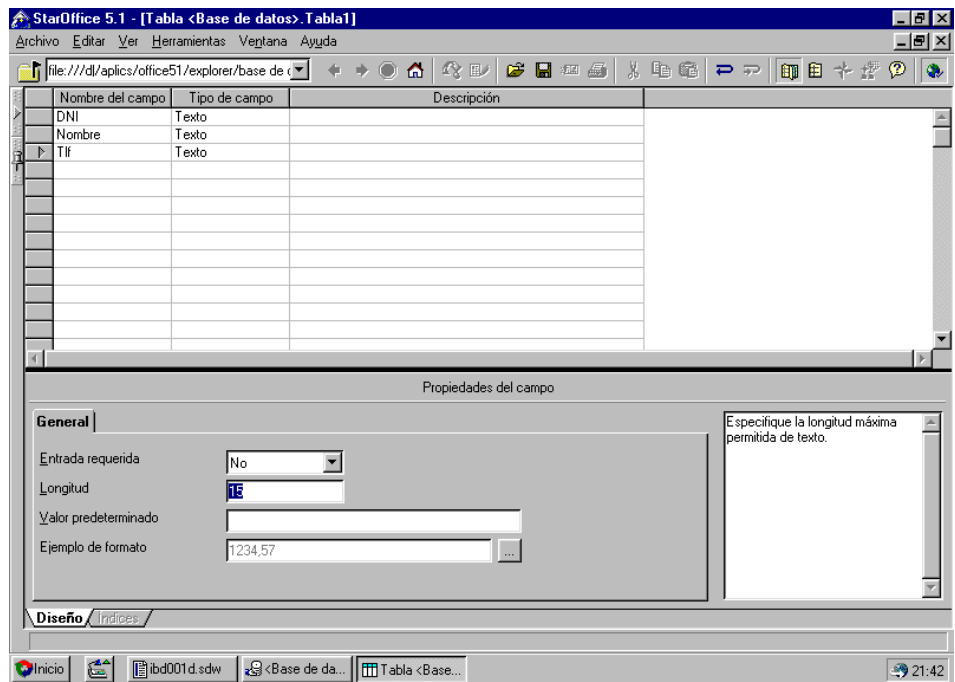 StarOffice 5.1 - [Tabla <Base de datos>.Tabla1]
Archivo Editar Ver Herramientas Ventana Ayuda
file:///d|/aplics/office51/explorer/base de
Nombre del campo Tipo de campo Descripción
DNI Texto
Nombre Texto
Tlf Texto
Propiedades del campo
General
Entrada requerida No
Longitud 15
Valor predeterminado
Ejemplo de formato 1234,57 ...
Especifique la longitud máxima
permitida de texto.
Diseño Índices
Inicio ibd001d.sdw <Base de da... Tabla <Base... 21:42